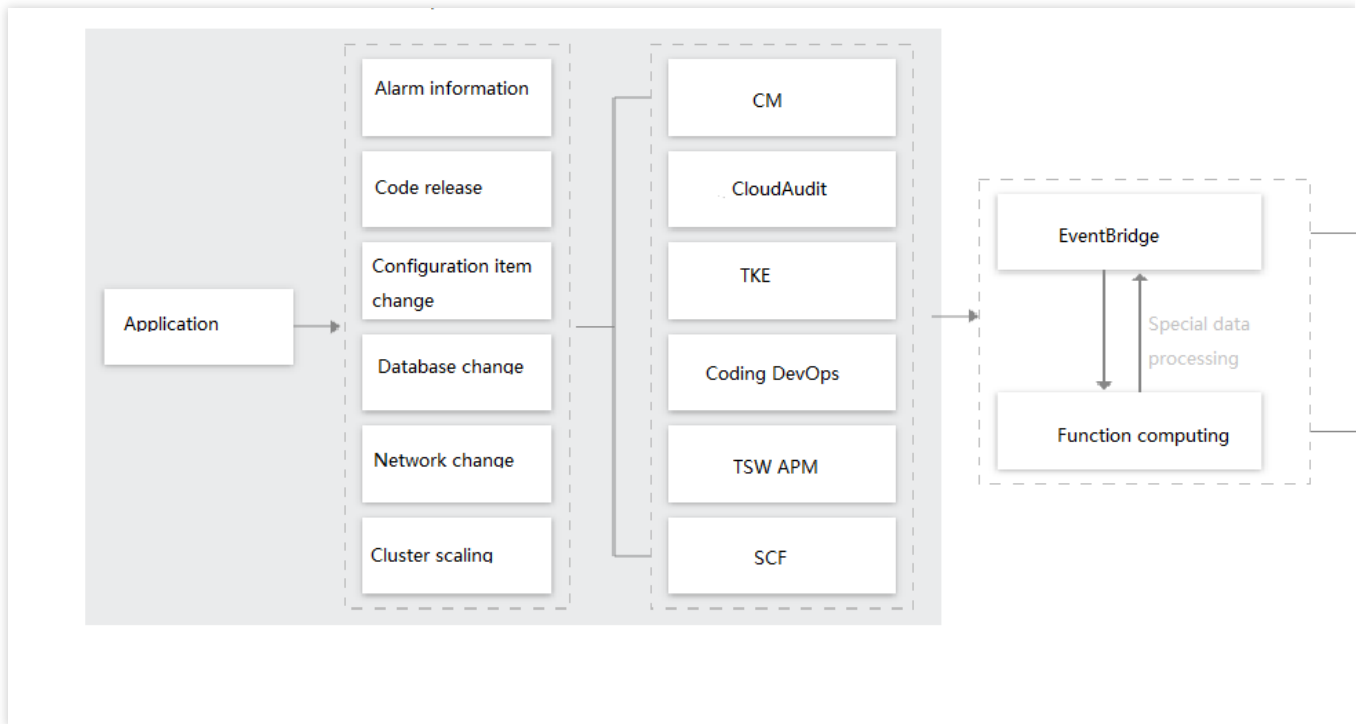 Application
Alarm information
Code release
Configuration item
change
Database change
Network change
Cluster scaling
CM
CloudAudit
TKE
Coding DevOps
TSW APM
SCF
EventBridge
Special data
processing
Function computing